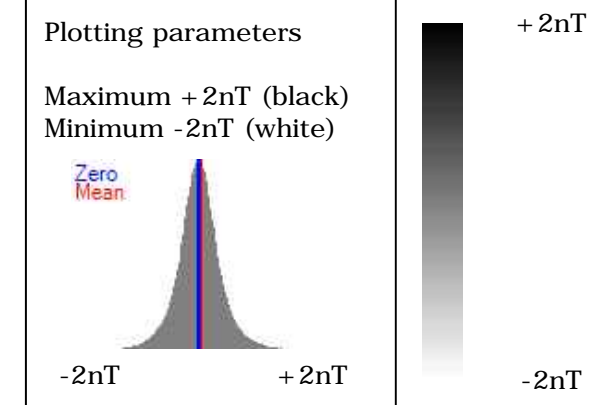 Plotting parameters
Maximum +2nT (black)
Minimum -2nT (white)
Zero
Mean
-2nT +2nT
+2nT
-2nT